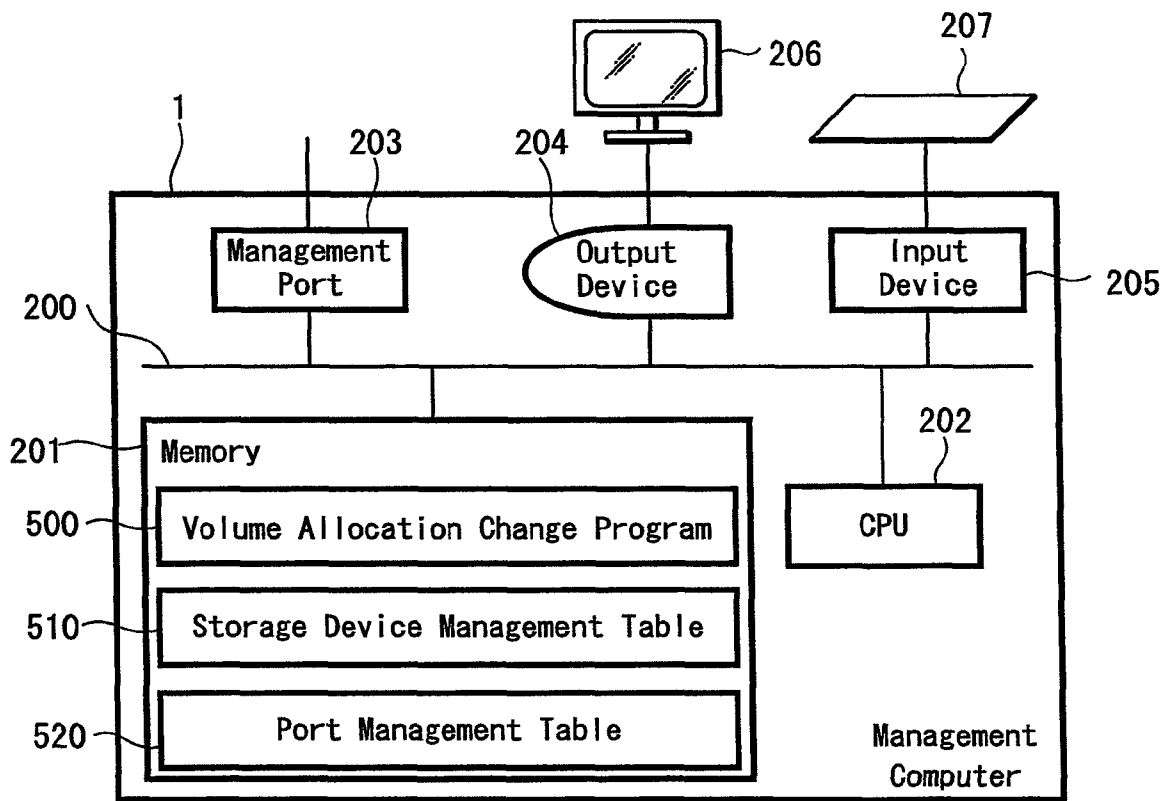 206
207
1
203
204
Management
Port
Output
Device
Input
Device
205
200
201
Memory
202
500
Volume Allocation Change Program
CPU
510
Storage Device Management Table
520
Port Management Table
Management
Computer